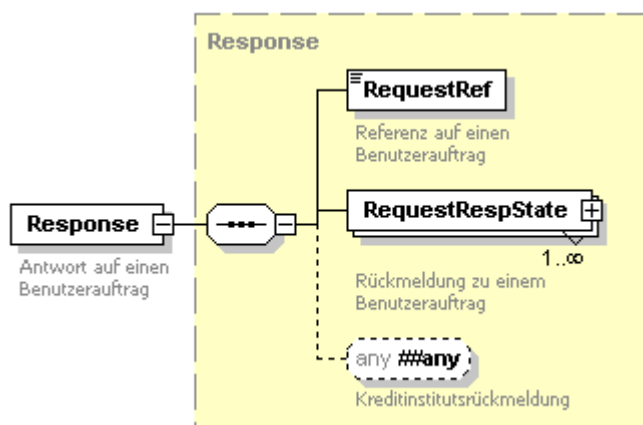 Response
RequestRef
Referenz auf einen
Benutzerauftrag
Response
Antwort auf einen
Benutzerauftrag
RequestRespState
1..∞
Rückmeldung zu einem
Benutzerauftrag
any ##any
Kreditinstitutsrückmeldung